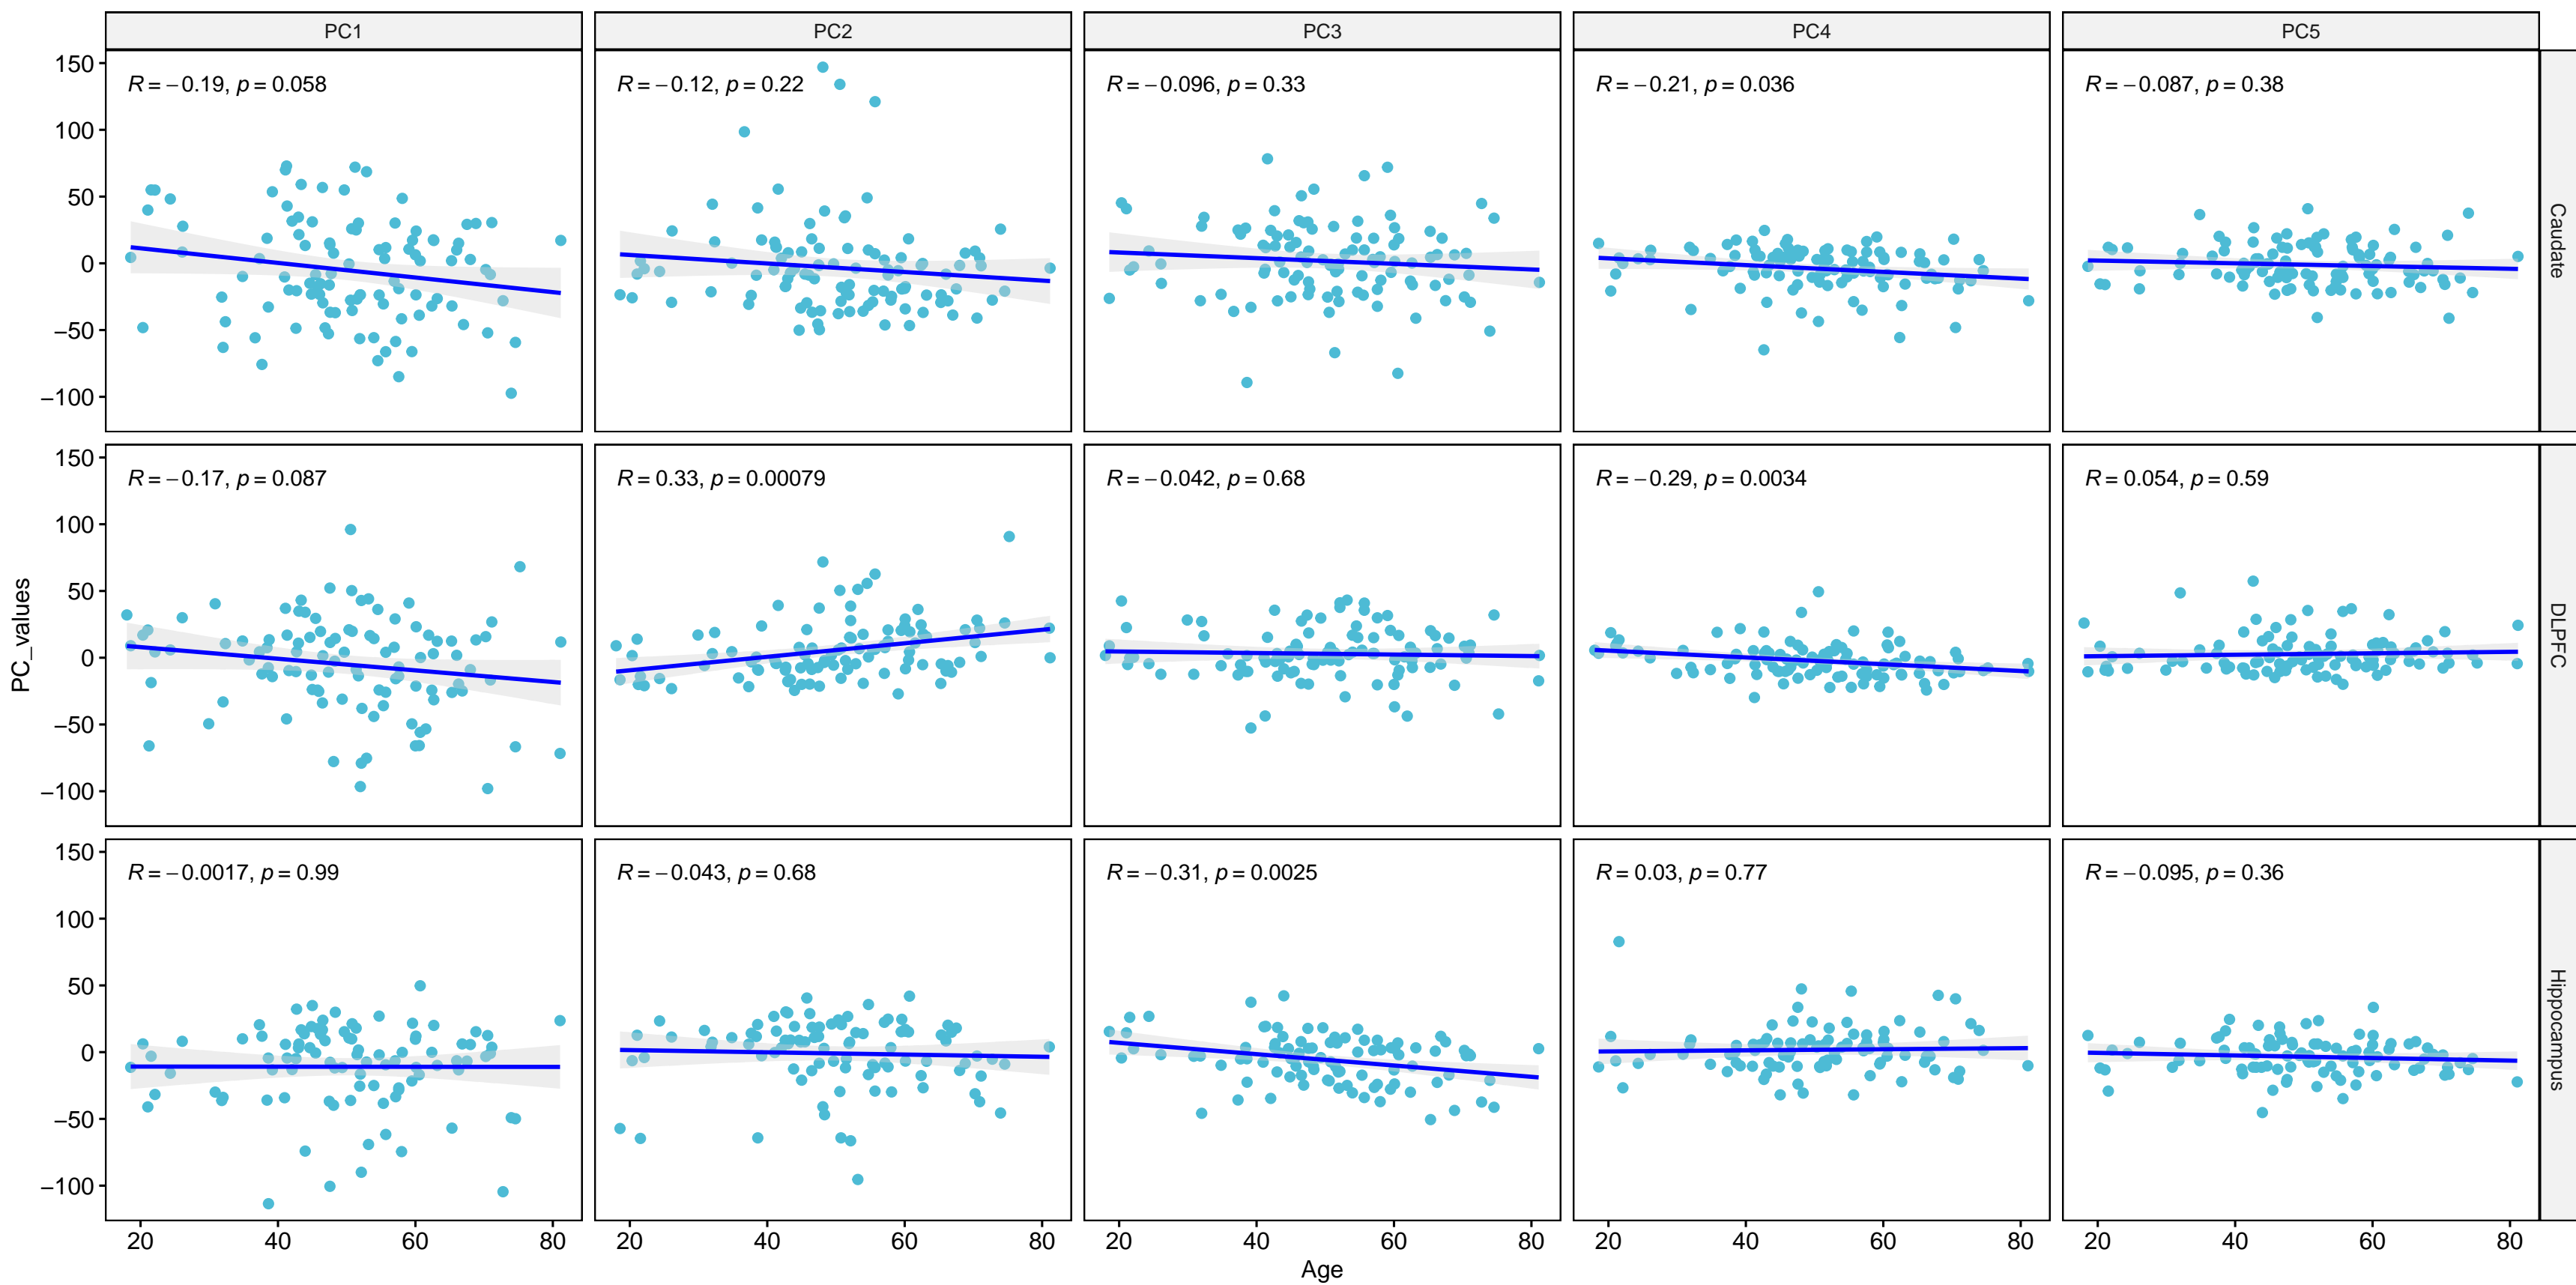 PC1 PC2 PC3 PC4 PC5
150
100
50
0
−50
−100
R = −0.19, p = 0.058
R = −0.12, p = 0.22
R = −0.096, p = 0.33
R = −0.21, p = 0.036
R = −0.087, p = 0.38
Caudate
PC_values
150
100
50
0
−50
−100
R = −0.17, p = 0.087
R = 0.33, p = 0.00079
R = −0.042, p = 0.68
R = −0.29, p = 0.0034
R = 0.054, p = 0.59
DLPFC
150
100
50
0
−50
−100
R = −0.0017, p = 0.99
R = −0.043, p = 0.68
R = −0.31, p = 0.0025
R = 0.03, p = 0.77
R = −0.095, p = 0.36
Hippocampus
20 40 60 80 20 40 60 80 20 40 60 80 20 40 60 80 20 40 60 80
Age